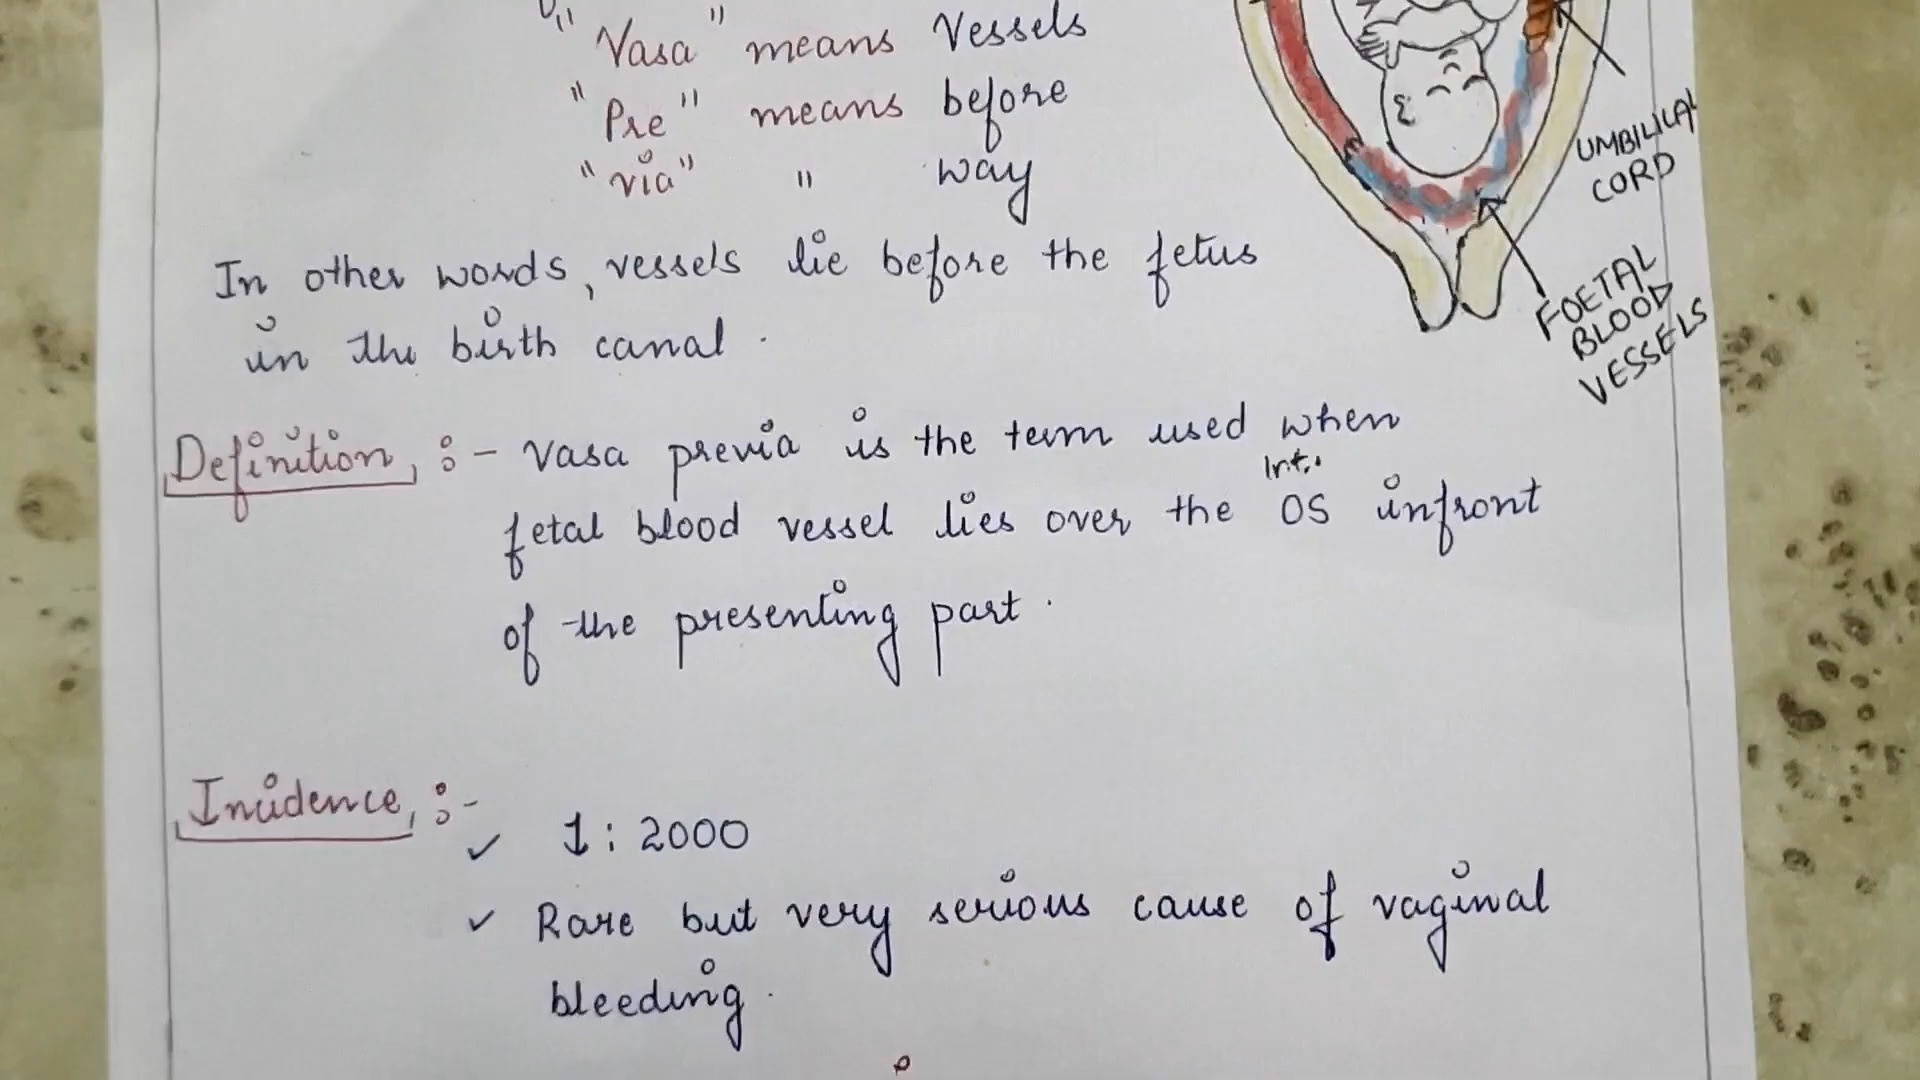 "Vasa" means Vessels
"Pre" means before
"via" " way
In other words, vessels lie before the fetus
in the birth canal.
Definition :- Vasa previa is the term used when
Int.
fetal blood vessel lies over the OS infront
of the presenting part.
Incidence :-
✓ 1 : 2000
✓ Rare but very serious cause of vaginal
bleeding.
UMBILICAL
CORD
FOETAL
BLOOD
VESSELS